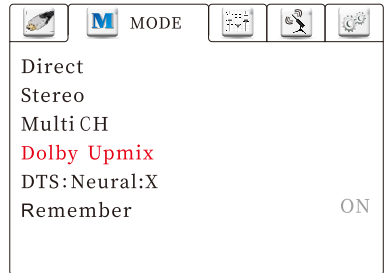 M MODE
Direct
Stereo
Multi CH
Dolby Upmix
DTS:Neural:X
Remember ON